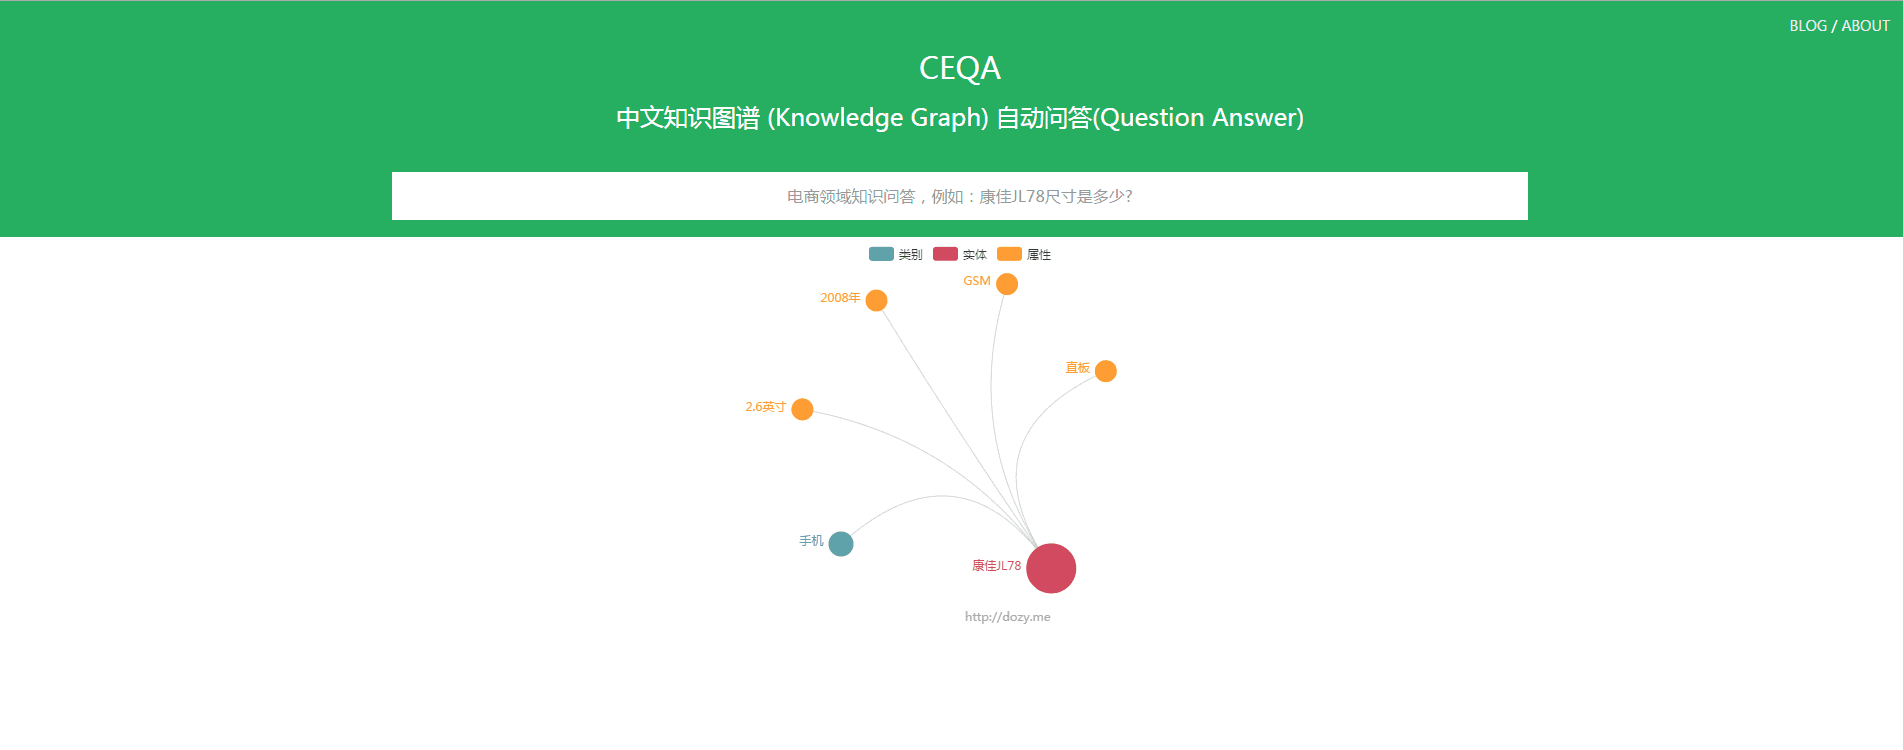 BLOG / ABOUT
CEQA
中文知识图谱 (Knowledge Graph) 自动问答(Question Answer)
电商领域知识问答，例如：康佳JL78尺寸是多少?
类别 实体 属性
GSM
2008年
直板
2.6英寸
手机
康佳JL78
http://dozy.me